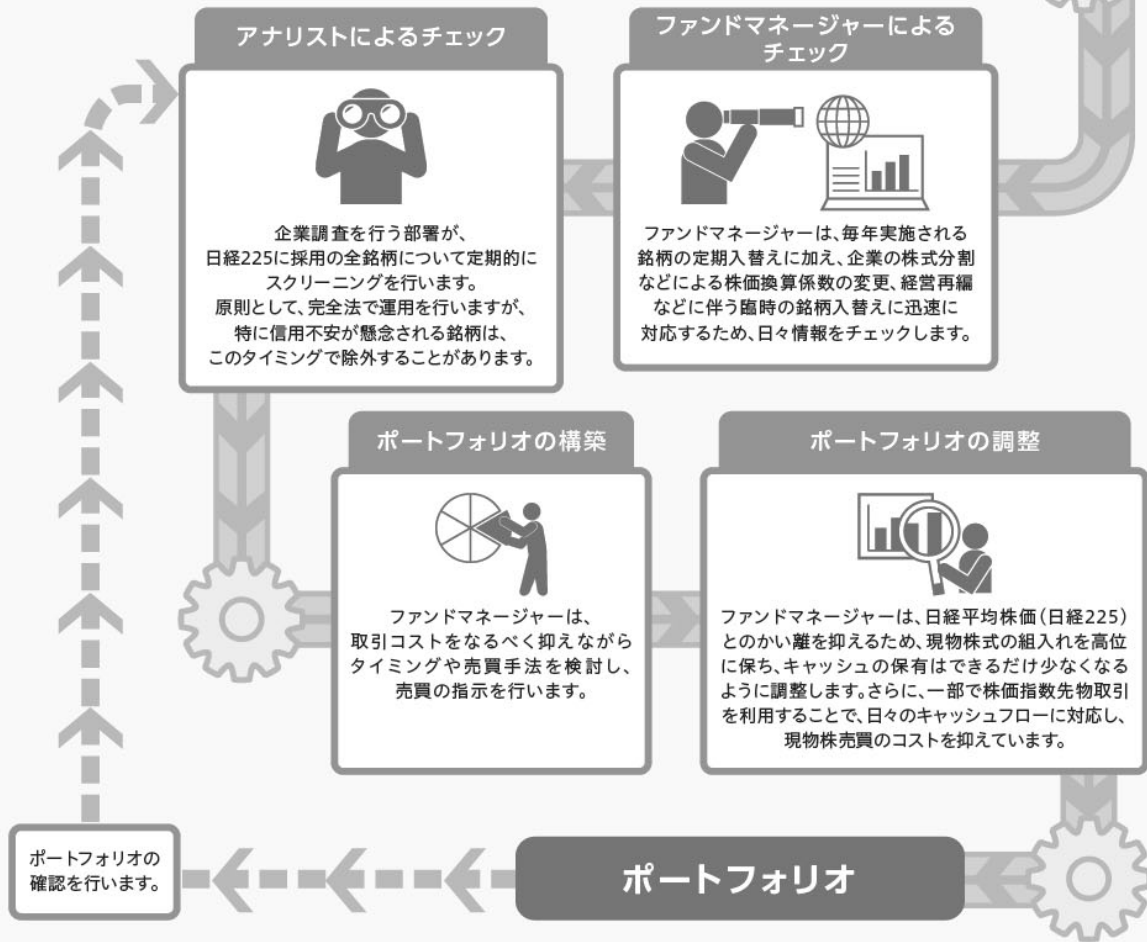 アナリストによるチェック
企業調査を行う部署が、
日経225に採用の全銘柄について定期的に
スクリーニングを行います。
原則として、完全法で運用を行いますが、
特に信用不安が懸念される銘柄は、
このタイミングで除外することがあります。
ファンドマネージャーによる
チェック
ファンドマネージャーは、毎年実施される
銘柄の定期入替えに加え、企業の株式分割
などによる株価換算係数の変更、経営再編
などに伴う臨時の銘柄入替えに迅速に
対応するため、日々情報をチェックします。
ポートフォリオの構築
ファンドマネージャーは、
取引コストをなるべく抑えながら
タイミングや売買手法を検討し、
売買の指示を行います。
ポートフォリオの調整
ファンドマネージャーは、日経平均株価(日経225)
とのかい離を抑えるため、現物株式の組入れを高位
に保ち、キャッシュの保有はできるだけ少なくなる
ように調整します。さらに、一部で株価指数先物取引
を利用することで、日々のキャッシュフローに対応し、
現物株売買のコストを抑えています。
ポートフォリオの
確認を行います。
ポートフォリオ